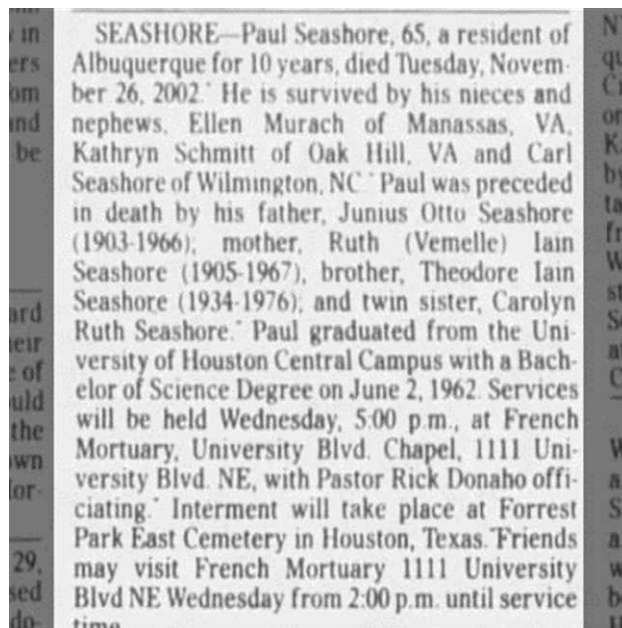 SEASHORE—Paul Seashore, 65, a resident of
Albuquerque for 10 years, died Tuesday, Novem-
ber 26, 2002. He is survived by his nieces and
nephews, Ellen Murach of Manassas, VA,
Kathryn Schmitt of Oak Hill, VA and Carl
Seashore of Wilmington, NC Paul was preceded
in death by his father, Junius Otto Seashore
(1903-1966); mother, Ruth (Vemelle) Iain
Seashore (1905-1967), brother, Theodore Iain
Seashore (1934-1976); and twin sister, Carolyn
Ruth Seashore. Paul graduated from the Uni-
versity of Houston Central Campus with a Bach-
elor of Science Degree on June 2, 1962. Services
will be held Wednesday, 5:00 p.m., at French
Mortuary, University Blvd. Chapel, 1111 Uni-
versity Blvd. NE, with Pastor Rick Donaho offi-
ciating. Interment will take place at Forrest
Park East Cemetery in Houston, Texas. Friends
may visit French Mortuary 1111 University
Blvd NE Wednesday from 2:00 p.m. until service
time